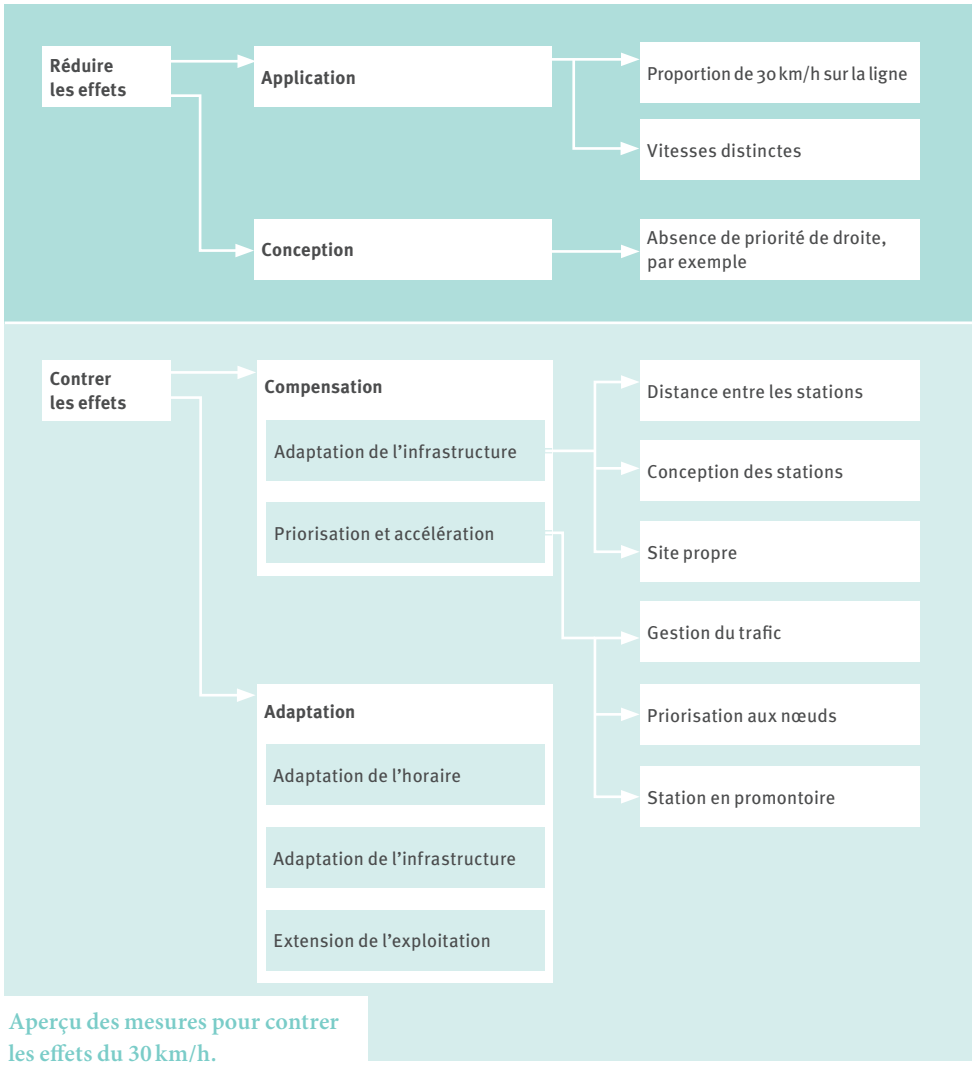 Réduire
les effets
Application
Proportion de 30 km/h sur la ligne
Vitesses distinctes
Conception
Absence de priorité de droite,
par exemple
Contrer
les effets
Compensation
Adaptation de l’infrastructure
Priorisation et accélération
Distance entre les stations
Conception des stations
Site propre
Gestion du trafic
Priorisation aux nœuds
Station en promontoire
Adaptation
Adaptation de l’horaire
Adaptation de l’infrastructure
Extension de l’exploitation
Aperçu des mesures pour contrer
les effets du 30 km/h.